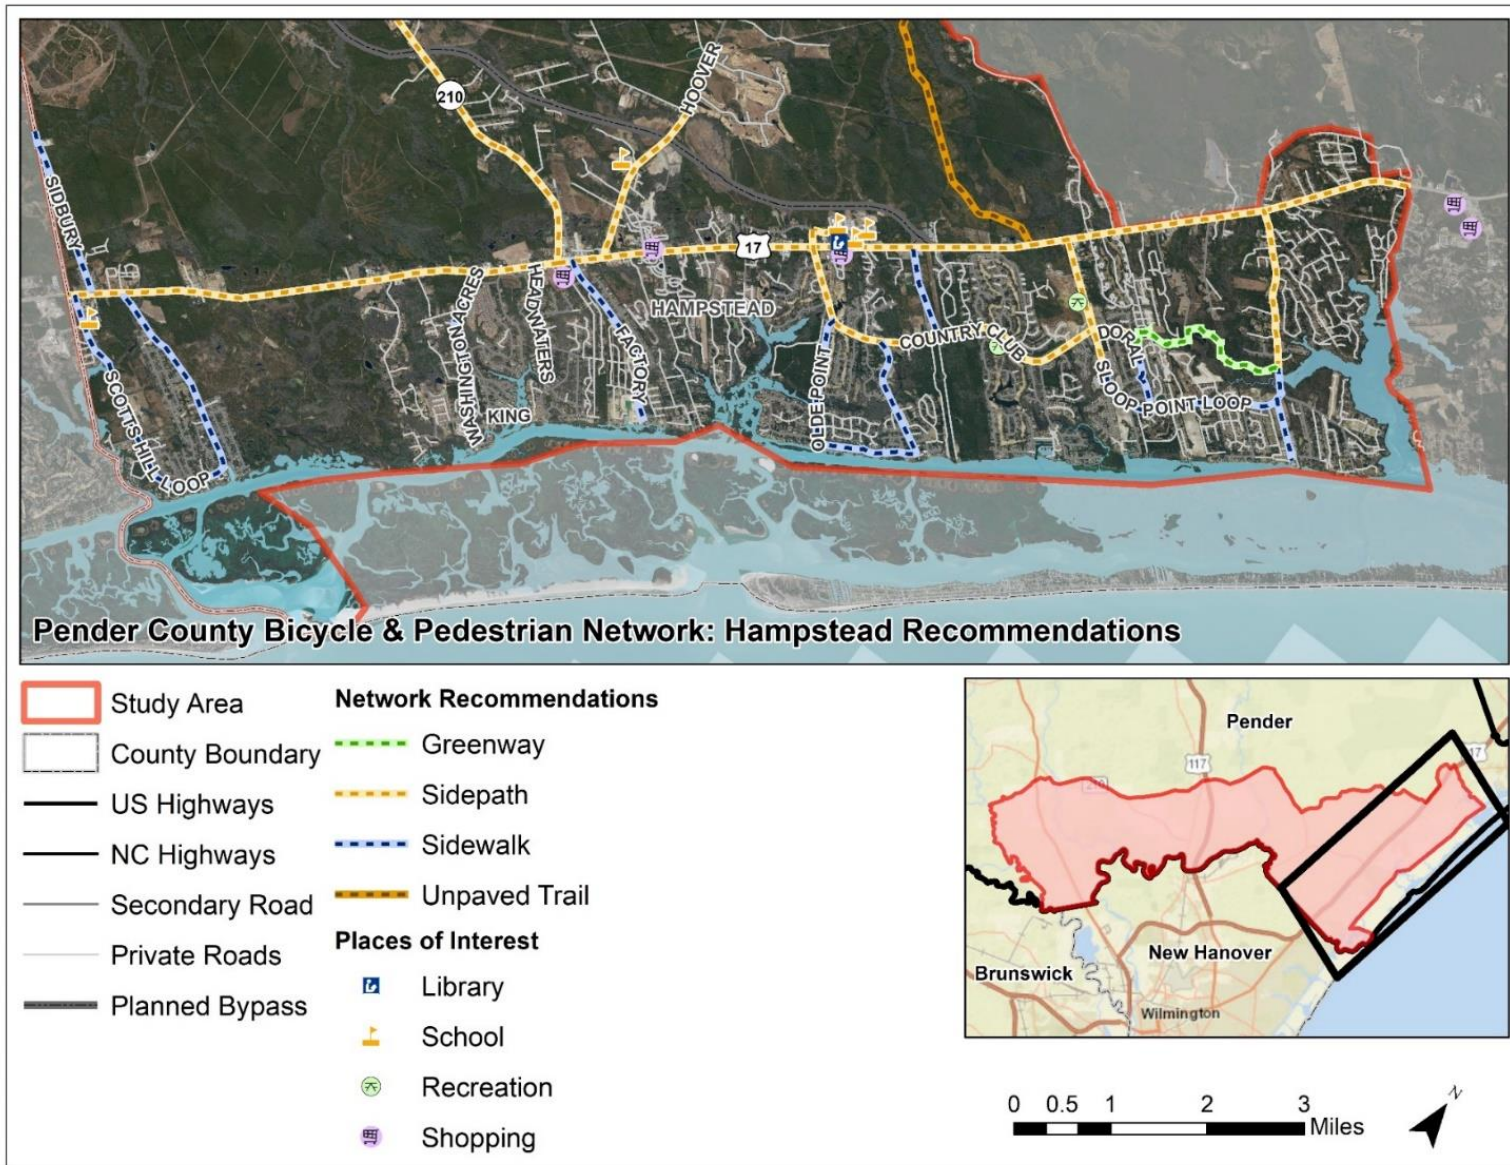 210
HOOVER
SIDBURY
17
WASHINGTON ACRES
HEADWATERS
HAMPSTEAD
FACTORY
COUNTRY CLUB
DORAL
OLDE POINT
SLOOP POINT LOOP
SCOTTS HILL LOOP
KING
Pender County Bicycle & Pedestrian Network: Hampstead Recommendations
Study Area
County Boundary
US Highways
NC Highways
Secondary Road
Private Roads
Planned Bypass
Network Recommendations
Greenway
Sidepath
Sidewalk
Unpaved Trail
Places of Interest
Library
School
Recreation
Shopping
Pender
17
117
210
New Hanover
Brunswick
Wilmington
0 0.5 1 2 3
Miles
N